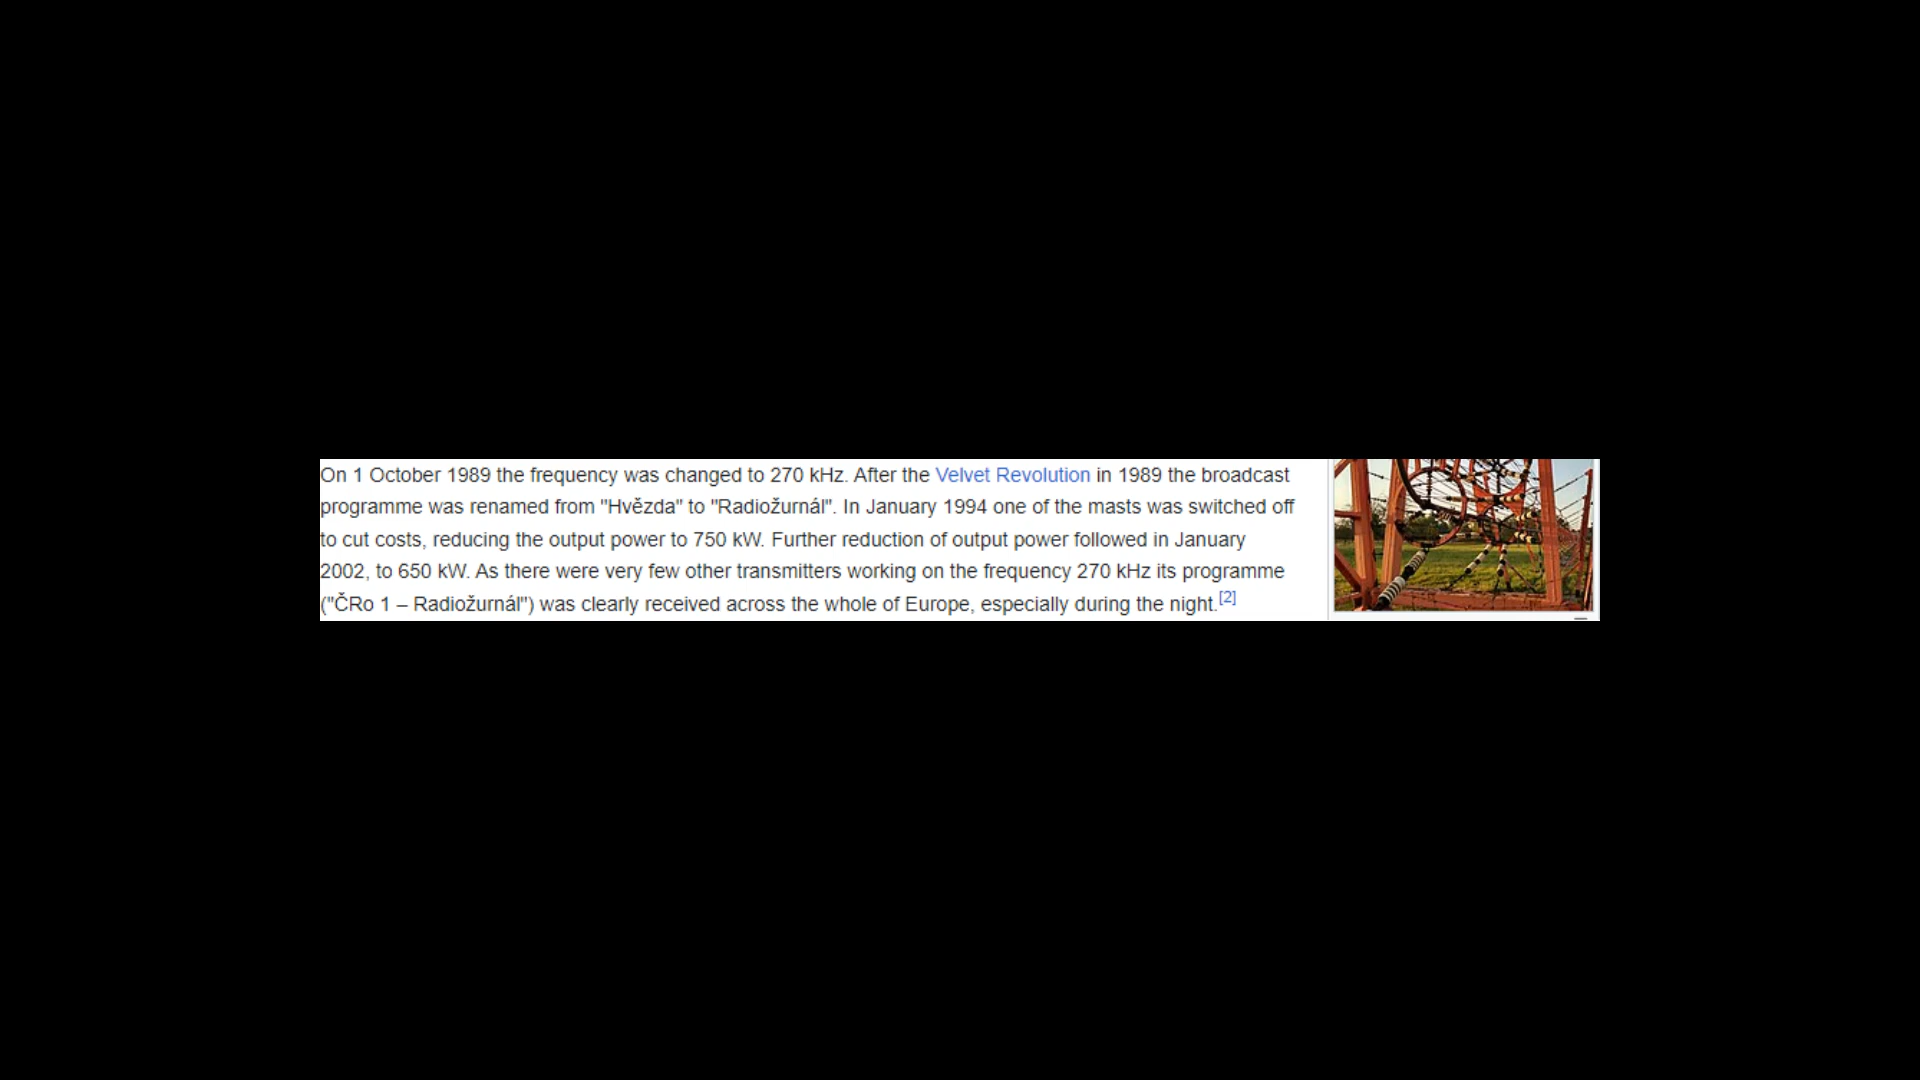 On 1 October 1989 the frequency was changed to 270 kHz. After the Velvet Revolution in 1989 the broadcast
programme was renamed from "Hvězda" to "Radiožurnál". In January 1994 one of the masts was switched off
to cut costs, reducing the output power to 750 kW. Further reduction of output power followed in January
2002, to 650 kW. As there were very few other transmitters working on the frequency 270 kHz its programme
("ČRo 1 – Radiožurnál") was clearly received across the whole of Europe, especially during the night.[2]